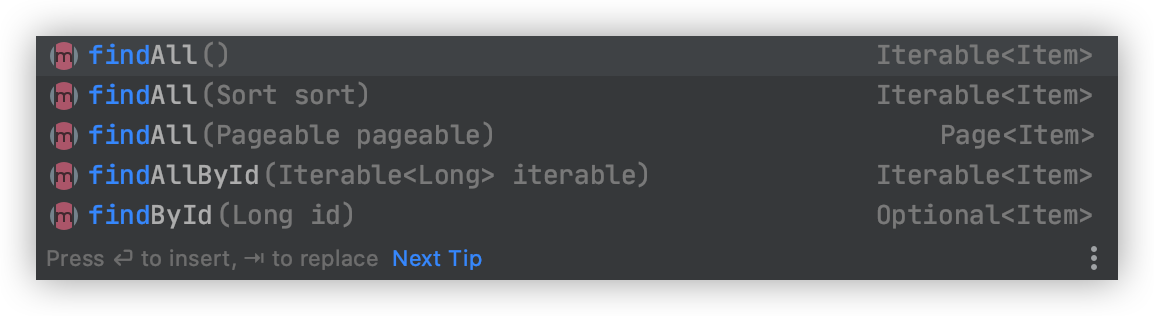 findAll() Iterable<Item>
findAll(Sort sort) Iterable<Item>
findAll(Pageable pageable) Page<Item>
findAllById(Iterable<Long> iterable) Iterable<Item>
findById(Long id) Optional<Item>
Press ↩ to insert, ⇥ to replace Next Tip